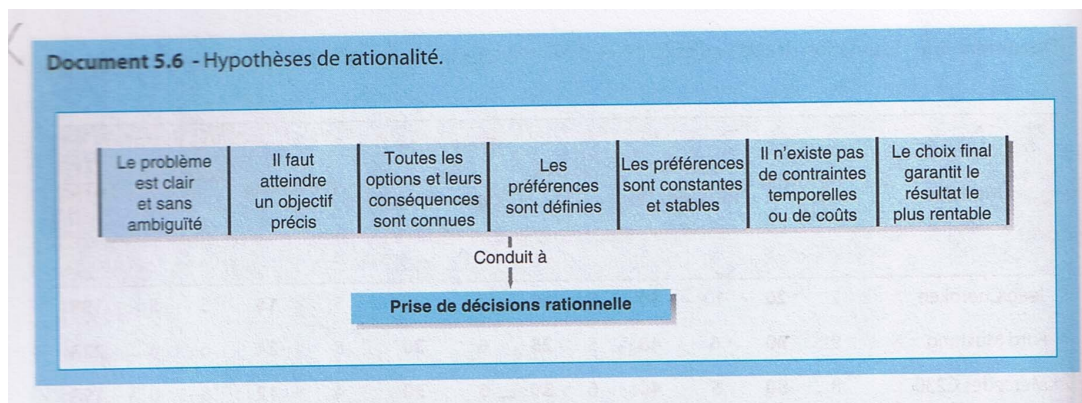 Document 5.6 - Hypothèses de rationalité.
Le problème
est clair
et sans
ambiguïté
Il faut
atteindre
un objectif
précis
Toutes les
options et leurs
conséquences
sont connues
Les
préférences
sont définies
Les préférences
sont constantes
et stables
Il n'existe pas
de contraintes
temporelles
ou de coûts
Le choix final
garantit le
résultat le
plus rentable
Conduit à
Prise de décisions rationnelle